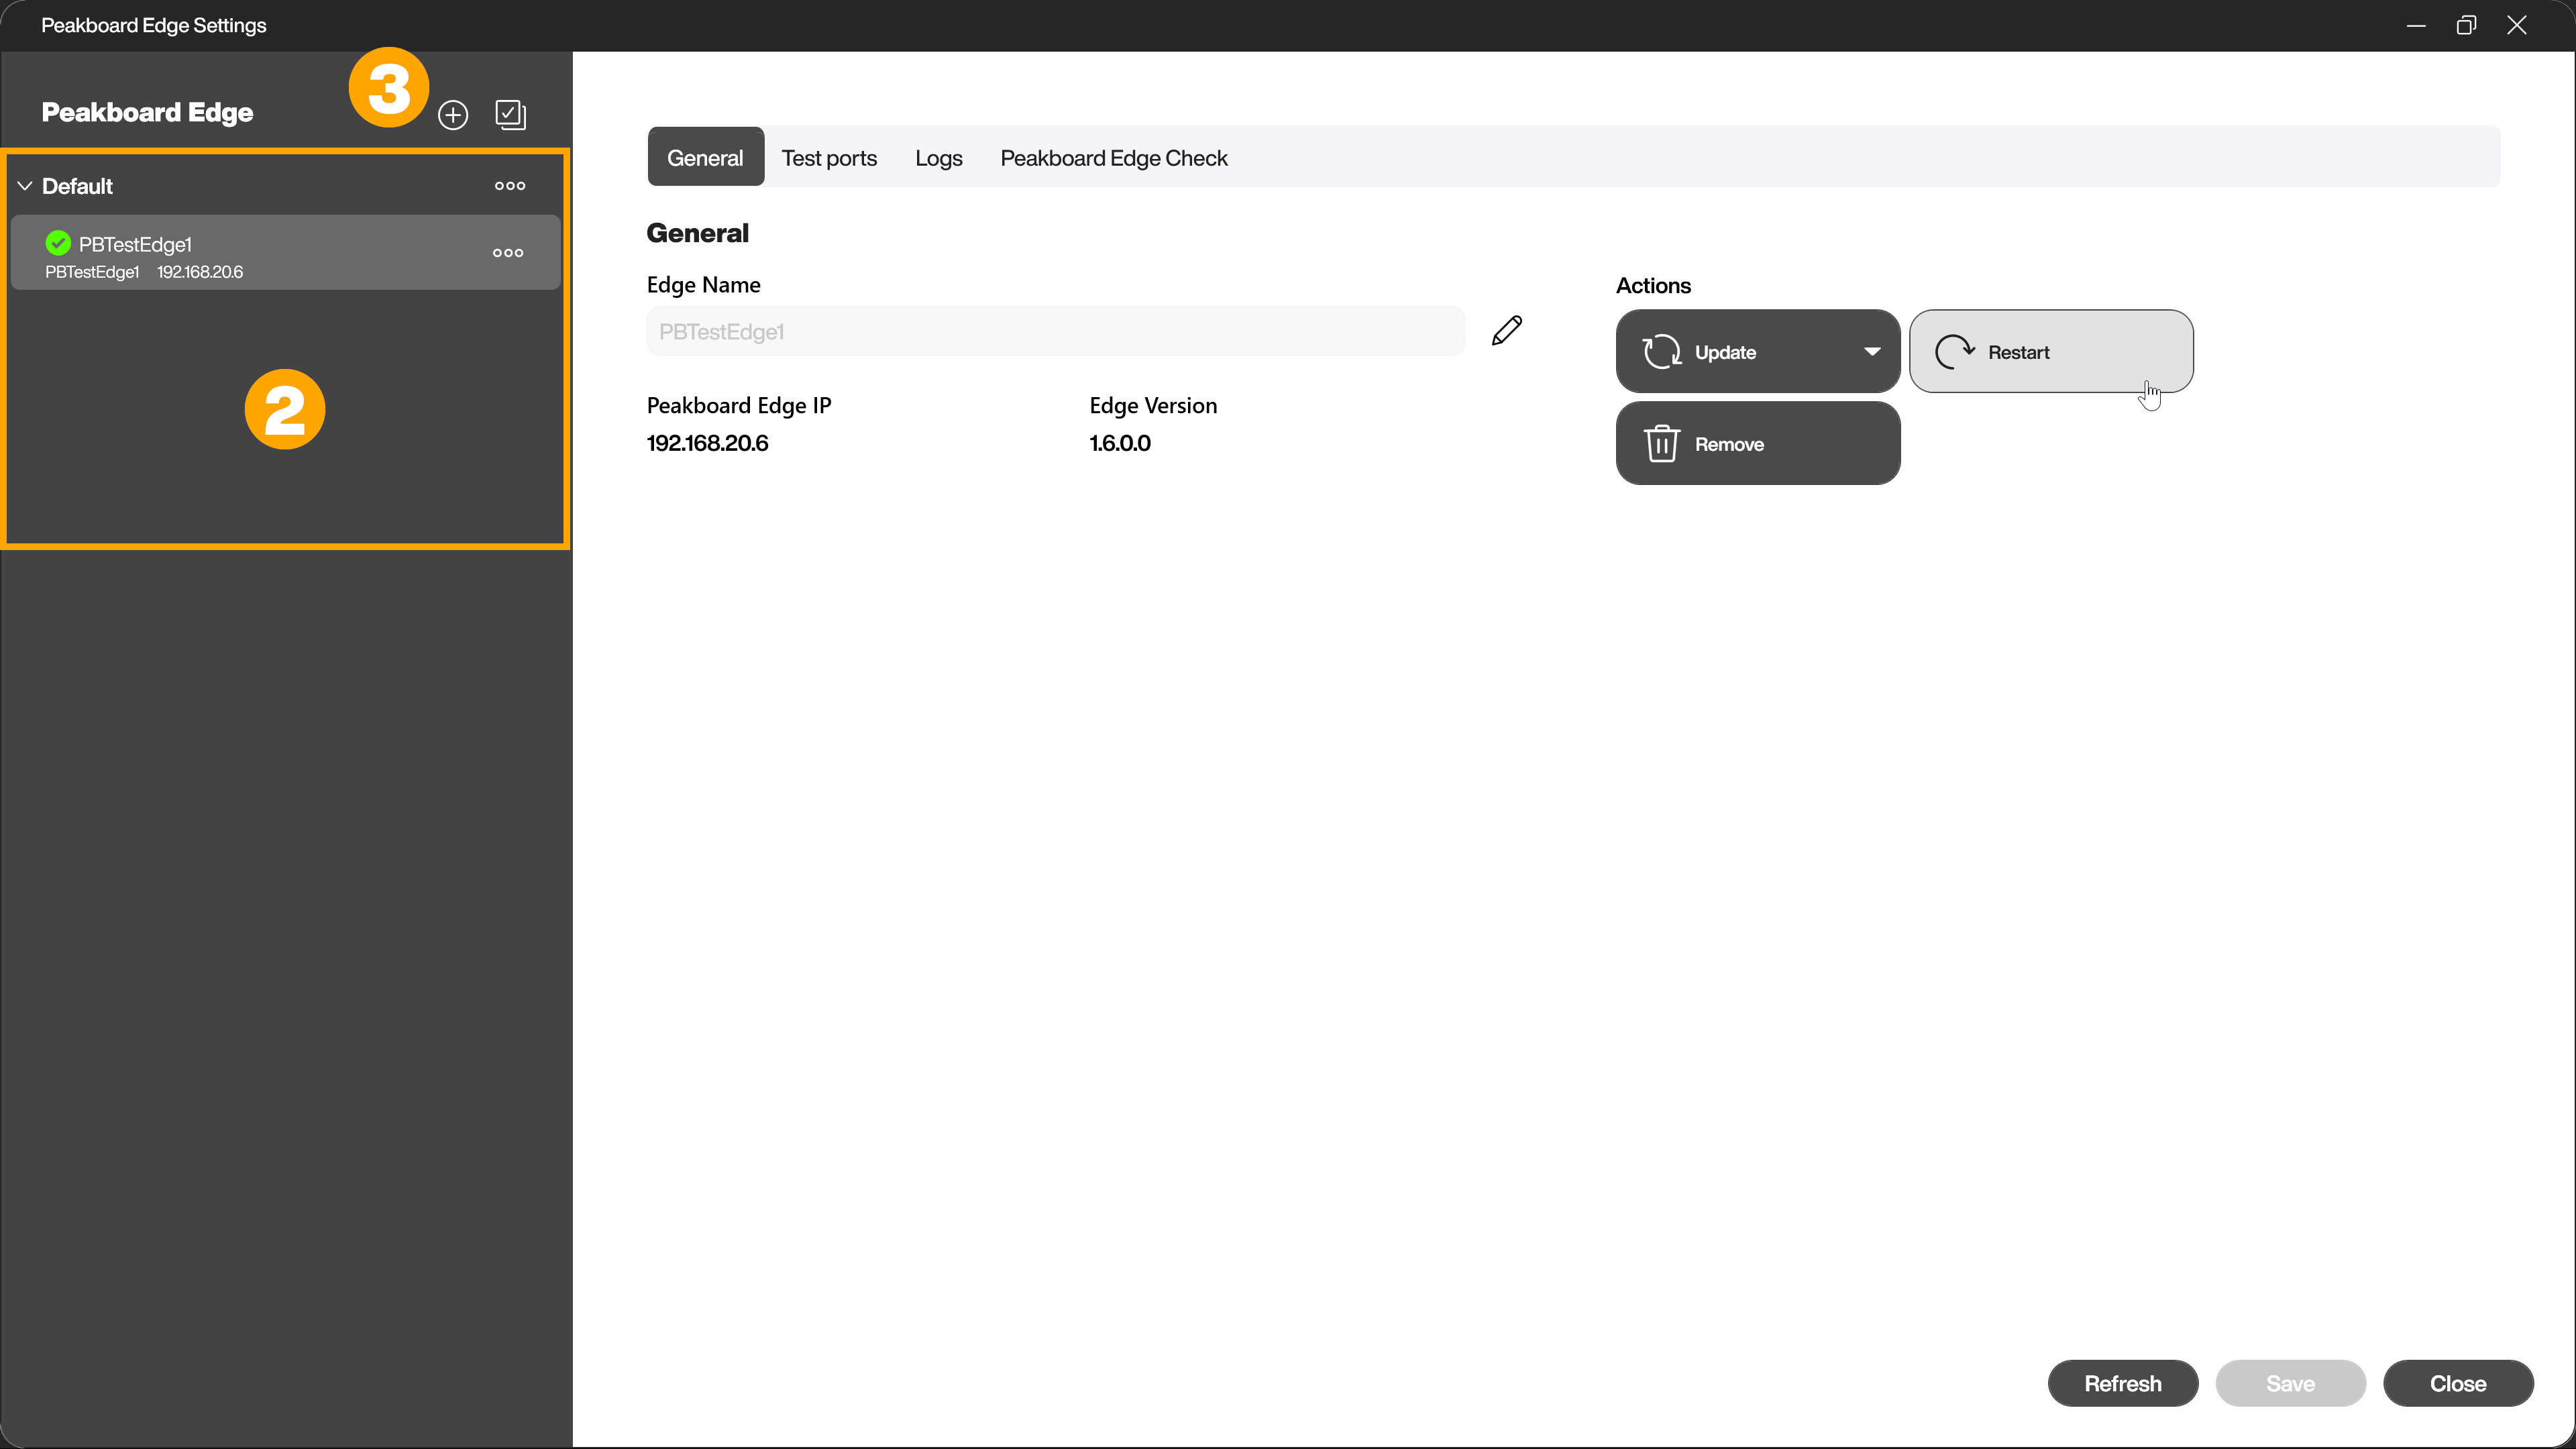 Peakboard Edge Settings
Peakboard Edge
3
Default
PBTestEdge1
PBTestEdge1 192.168.20.6
2
General Test ports Logs Peakboard Edge Check
General
Edge Name
PBTestEdge1
Peakboard Edge IP Edge Version
192.168.20.6 1.6.0.0
Actions
Update Restart
Remove
Refresh Save Close